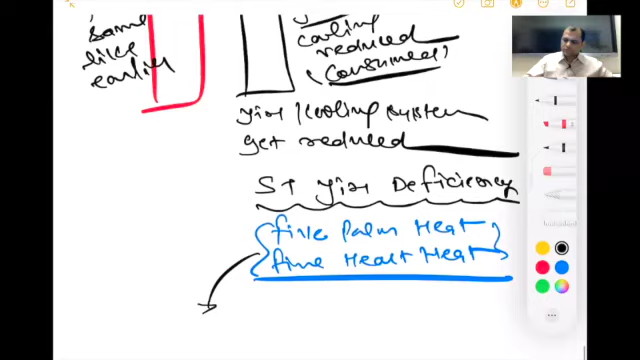 same
like
earlier
cooling
reduced
(consumed)
yin / cooling system
get reduced
ST yin Deficiency
five palm Heat
five Heart Heat